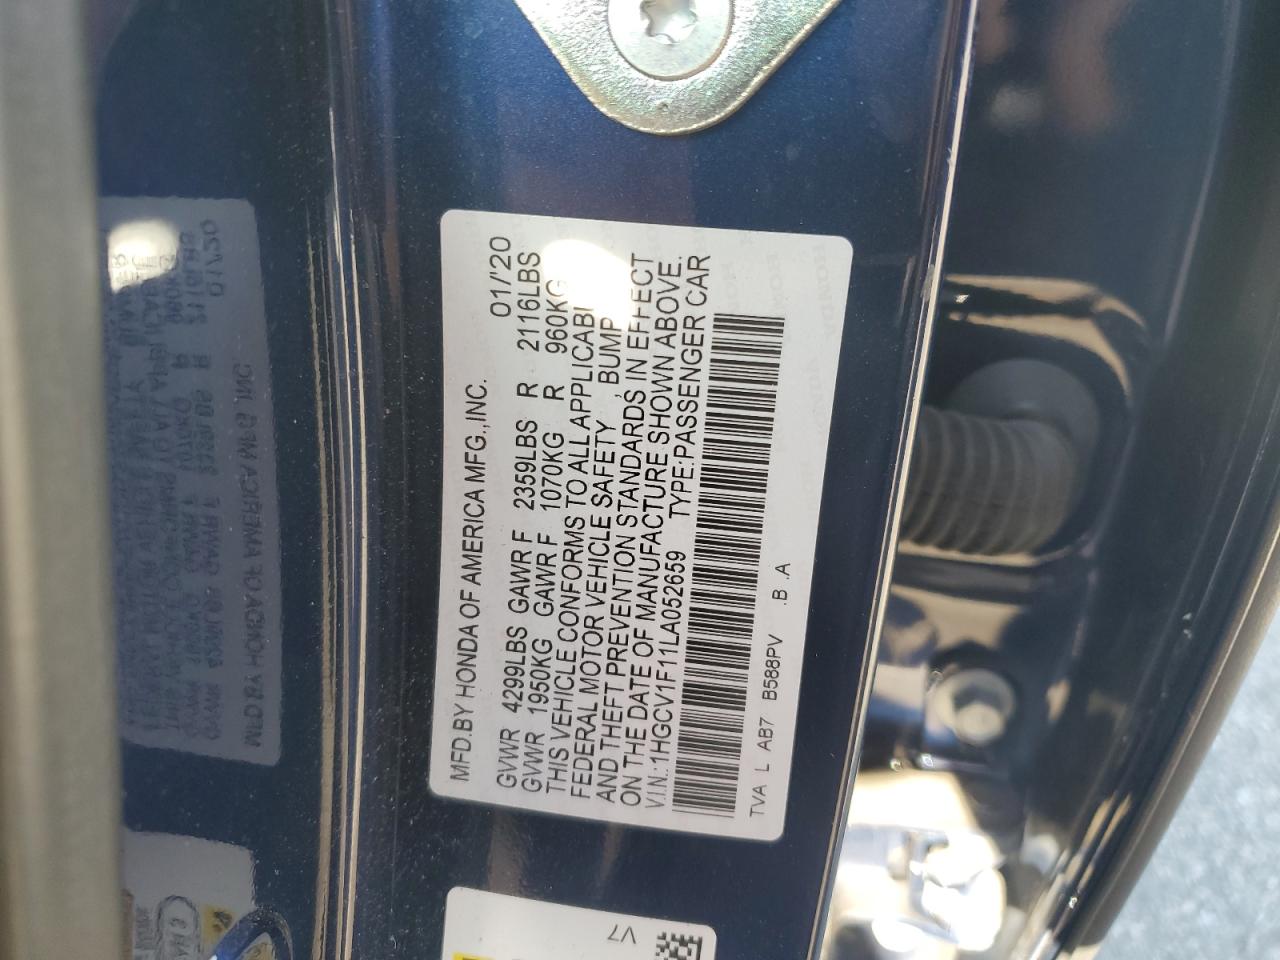 MFD.BY HONDA OF AMERICA MFG.,INC. 01/'20
GVWR 4299LBS GAWR F 2359LBS R 2116LBS
GVWR 1950KG GAWR F 1070KG R 960KG
THIS VEHICLE CONFORMS TO ALL APPLICABL
FEDERAL MOTOR VEHICLE SAFETY , BUMP
AND THEFT PREVENTION STANDARDS IN EFFECT
ON THE DATE OF MANUFACTURE SHOWN ABOVE.
V.I.N.:1HGCV1F11LA052659 TYPE:PASSENGER CAR
TVA L AB7 B588PV .B .A
V7